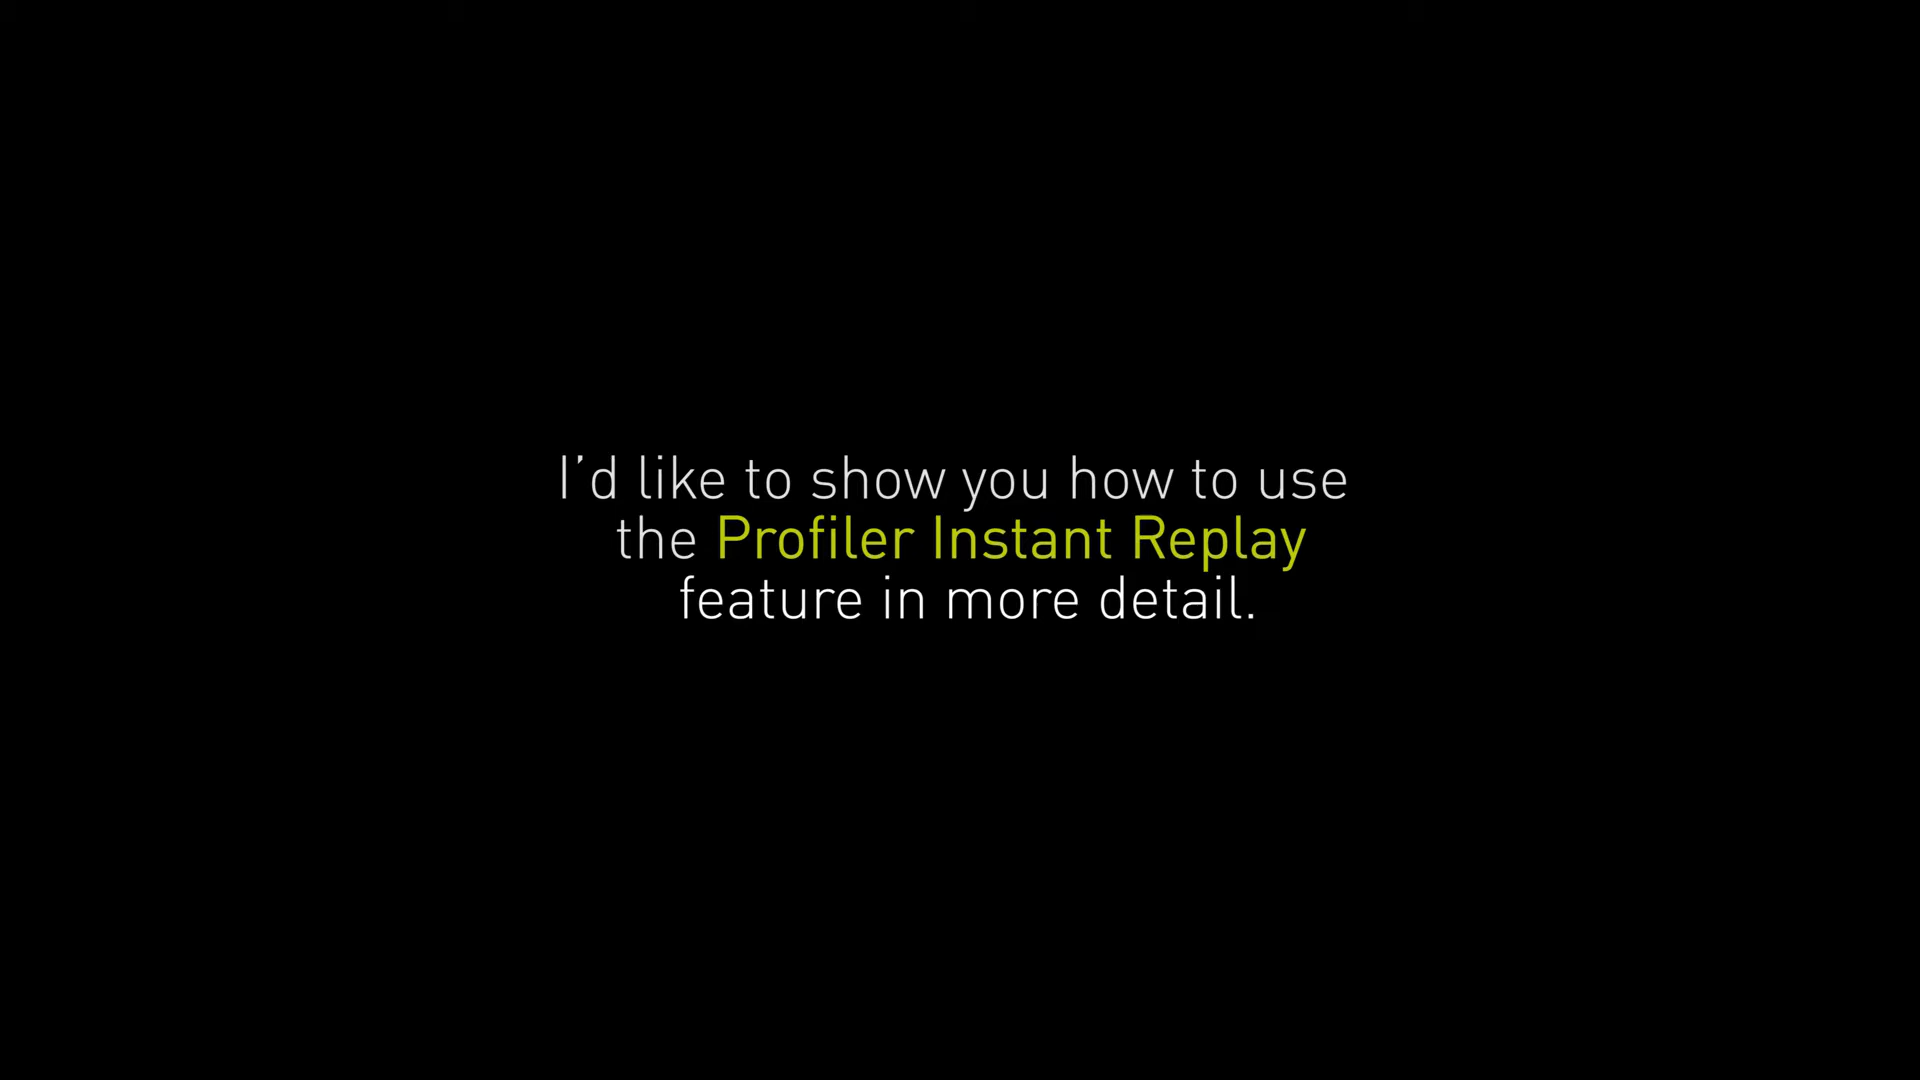 I’d like to show you how to use
the Profiler Instant Replay
feature in more detail.